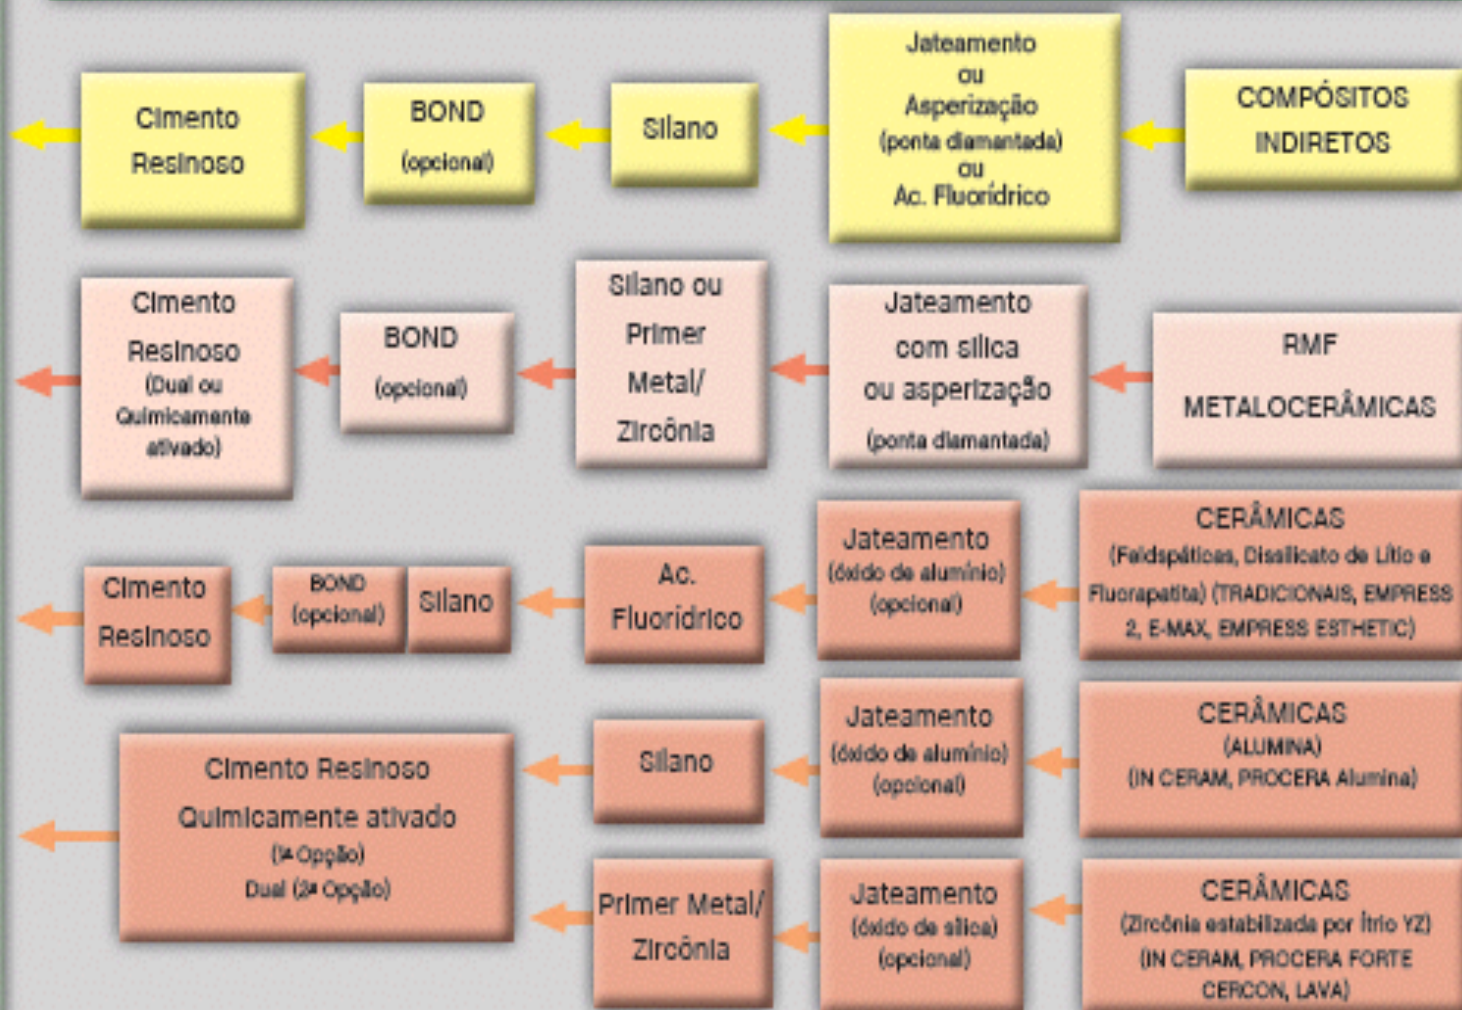 Cimento
Resinoso
BOND
(opcional)
Silano
Jateamento
ou
Asperização
(ponta diamantada)
ou
Ac. Fluorídrico
COMPÓSITOS
INDIRETOS
Cimento
Resinoso
(Dual ou
Quimicamente
ativado)
BOND
(opcional)
Silano ou
Primer
Metal/
Zircônia
Jateamento
com silica
ou asperização
(ponta diamantada)
RMF
METALOCERÂMICAS
Cimento
Resinoso
BOND
(opcional)
Silano
Ac.
Fluorídrico
Jateamento
(óxido de alumínio)
(opcional)
CERÂMICAS
(Feldspáticas, Dissilicato de Lítio e
Fluorapatita) (TRADICIONAIS, EMPRESS
2, E-MAX, EMPRESS ESTHETIC)
Cimento Resinoso
Quimicamente ativado
(1ª Opção)
Dual (2ª Opção)
Silano
Jateamento
(óxido de alumínio)
(opcional)
CERÂMICAS
(ALUMINA)
(IN CERAM, PROCERA Alumina)
Primer Metal/
Zircônia
Jateamento
(óxido de sílica)
(opcional)
CERÂMICAS
(Zircônia estabilizada por Ítrio YZ)
(IN CERAM, PROCERA FORTE
CERCON, LAVA)